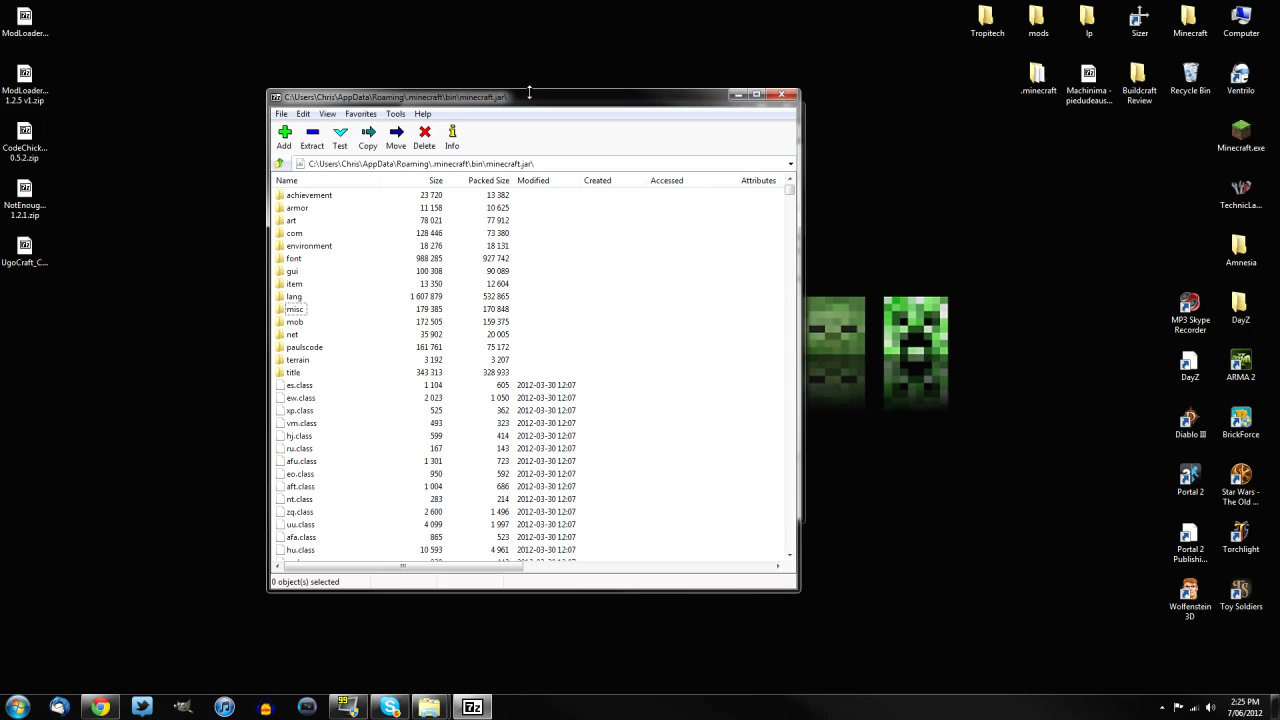 ModLoader...
ModLoader...
1.2.5 v1.zip
CodeChick...
0.5.2.zip
NotEnoug...
1.2.1.zip
UgoCraft_C...
C:\Users\Chris\AppData\Roaming\.minecraft\bin\minecraft.jar\
File Edit View Favorites Tools Help
Add Extract Test Copy Move Delete Info
C:\Users\Chris\AppData\Roaming\.minecraft\bin\minecraft.jar\
Name Size Packed Size Modified Created Accessed Attributes
achievement 23 720 13 382
armor 11 158 10 625
art 78 021 77 912
com 128 446 73 380
environment 18 276 18 131
font 988 285 927 742
gui 100 308 90 089
item 13 350 12 604
lang 1 607 879 532 865
misc 179 385 170 848
mob 172 505 159 375
net 35 902 20 005
paulscode 161 761 75 172
terrain 3 192 3 207
title 343 313 328 933
es.class 1 104 605 2012-03-30 12:07
ew.class 2 023 1 050 2012-03-30 12:07
xp.class 525 362 2012-03-30 12:07
vm.class 493 323 2012-03-30 12:07
hj.class 599 414 2012-03-30 12:07
ru.class 167 143 2012-03-30 12:07
afu.class 1 301 723 2012-03-30 12:07
eo.class 950 592 2012-03-30 12:07
aft.class 1 004 686 2012-03-30 12:07
nt.class 283 214 2012-03-30 12:07
zq.class 2 600 1 496 2012-03-30 12:07
uu.class 4 099 1 997 2012-03-30 12:07
afa.class 865 523 2012-03-30 12:07
hu.class 10 593 4 961 2012-03-30 12:07
0 object(s) selected
Tropitech mods lp Sizer Minecraft Computer
.minecraft Machinima - piedudeaus... Buildcraft Review Recycle Bin Ventrilo
Minecraft.exe
TechnicLa...
Amnesia
MP3 Skype Recorder DayZ
DayZ ARMA 2
Diablo III BrickForce
Portal 2 Star Wars - The Old ...
Portal 2 Publishi... Torchlight
Wolfenstein 3D Toy Soldiers
99
7z
2:25 PM
7/06/2012